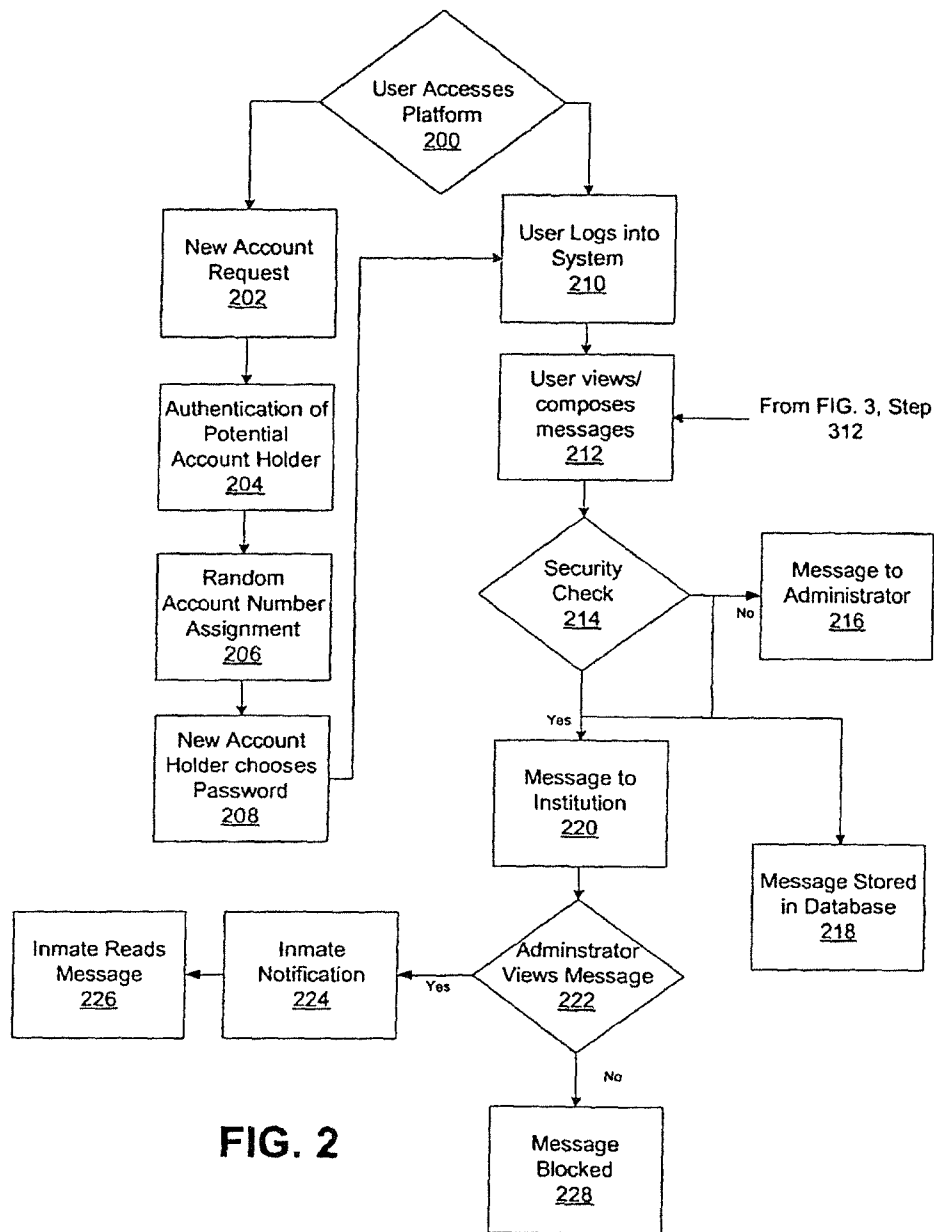 User Accesses
Platform
200
New Account
Request
202
User Logs into
System
210
Authentication of
Potential
Account Holder
204
User views/
composes
messages
212
From FIG. 3, Step
312
Random
Account Number
Assignment
206
Security
Check
214
No
Message to
Administrator
216
New Account
Holder chooses
Password
208
Yes
Message to
Institution
220
Message Stored
in Database
218
Inmate Reads
Message
226
Inmate
Notification
224
Yes
Adminstrator
Views Message
222
No
FIG. 2
Message
Blocked
228